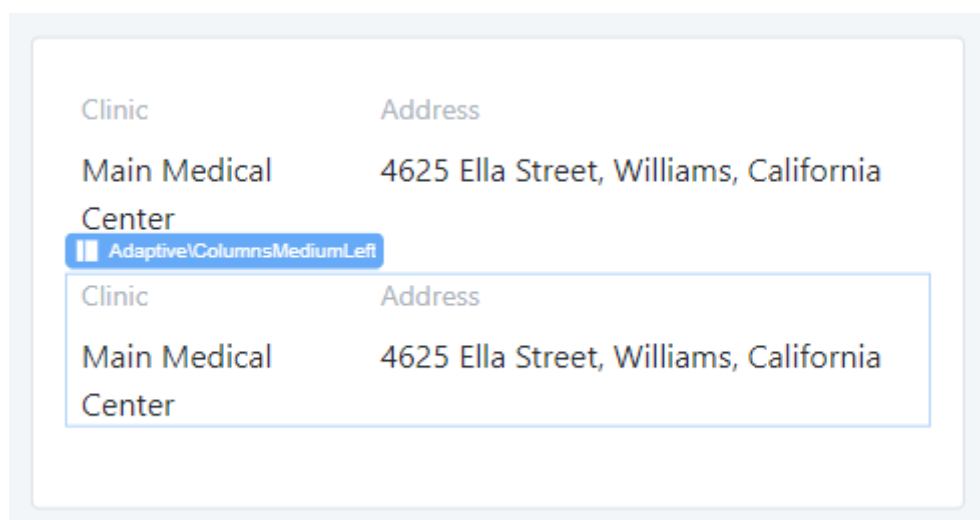 Clinic Address
Main Medical 4625 Ella Street, Williams, California
Center
Adaptive\ColumnsMediumLeft
Clinic Address
Main Medical 4625 Ella Street, Williams, California
Center